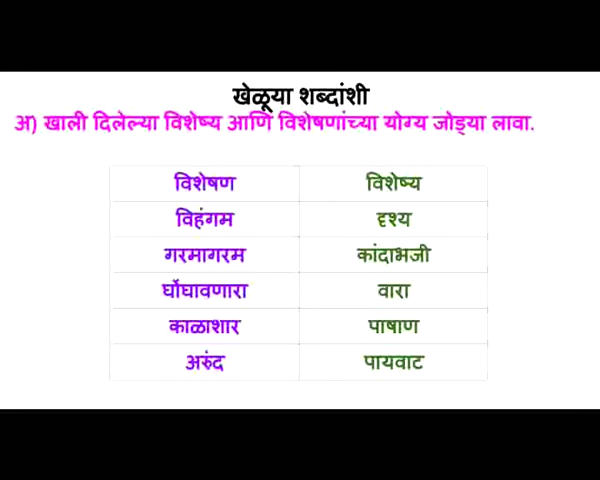 खेळूया शब्दांशी
अ) खाली दिलेल्या विशेष्य आणि विशेषणांच्या योग्य जोड्या लावा.
विशेषण विशेष्य
विहंगम दृश्य
गरमागरम कांदाभजी
घोंघावणारा वारा
काळाशार पाषाण
अरुंद पायवाट